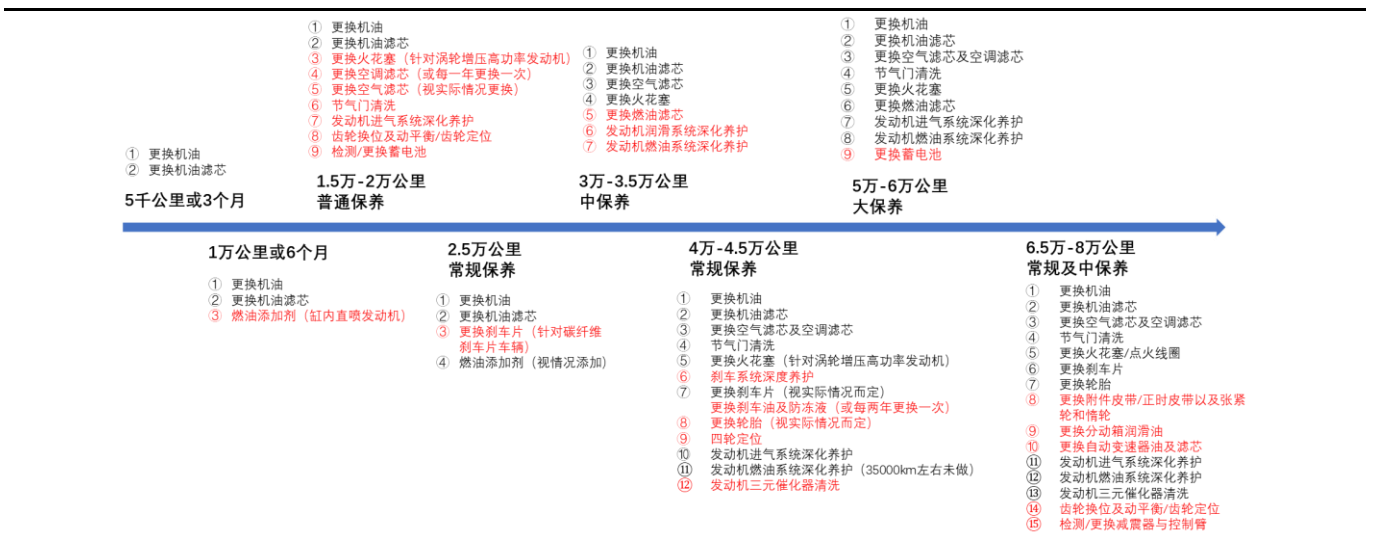 ① 更换机油
② 更换机油滤芯
5千公里或3个月
1万公里或6个月
① 更换机油
② 更换机油滤芯
③ 燃油添加剂（缸内直喷发动机）
① 更换机油
② 更换机油滤芯
③ 更换火花塞（针对涡轮增压高功率发动机）
④ 更换空调滤芯（或每一年更换一次）
⑤ 更换空气滤芯（视实际情况更换）
⑥ 节气门清洗
⑦ 发动机进气系统深化养护
⑧ 齿轮换位及动平衡/齿轮定位
⑨ 检测/更换蓄电池
1.5万-2万公里
普通保养
2.5万公里
常规保养
① 更换机油
② 更换机油滤芯
③ 更换刹车片（针对碳纤维
刹车片车辆）
④ 燃油添加剂（视情况添加）
① 更换机油
② 更换机油滤芯
③ 更换空气滤芯
④ 更换火花塞
⑤ 更换燃油滤芯
⑥ 发动机润滑系统深化养护
⑦ 发动机燃油系统深化养护
3万-3.5万公里
中保养
4万-4.5万公里
常规保养
① 更换机油
② 更换机油滤芯
③ 更换空气滤芯及空调滤芯
④ 节气门清洗
⑤ 更换火花塞（针对涡轮增压高功率发动机）
⑥ 刹车系统深度养护
⑦ 更换刹车片（视实际情况而定）
更换刹车油及防冻液（或每两年更换一次）
⑧ 更换轮胎（视实际情况而定）
⑨ 四轮定位
⑩ 发动机进气系统深化养护
⑪ 发动机燃油系统深化养护（35000km左右未做）
⑫ 发动机三元催化器清洗
① 更换机油
② 更换机油滤芯
③ 更换空气滤芯及空调滤芯
④ 节气门清洗
⑤ 更换火花塞
⑥ 更换燃油滤芯
⑦ 发动机进气系统深化养护
⑧ 发动机燃油系统深化养护
⑨ 更换蓄电池
5万-6万公里
大保养
6.5万-8万公里
常规及中保养
① 更换机油
② 更换机油滤芯
③ 更换空气滤芯及空调滤芯
④ 节气门清洗
⑤ 更换火花塞/点火线圈
⑥ 更换刹车片
⑦ 更换轮胎
⑧ 更换附件皮带/正时皮带以及张紧
轮和惰轮
⑨ 更换分动箱润滑油
⑩ 更换自动变速器油及滤芯
⑪ 发动机进气系统深化养护
⑫ 发动机燃油系统深化养护
⑬ 发动机三元催化器清洗
⑭ 齿轮换位及动平衡/齿轮定位
⑮ 检测/更换减震器与控制臂